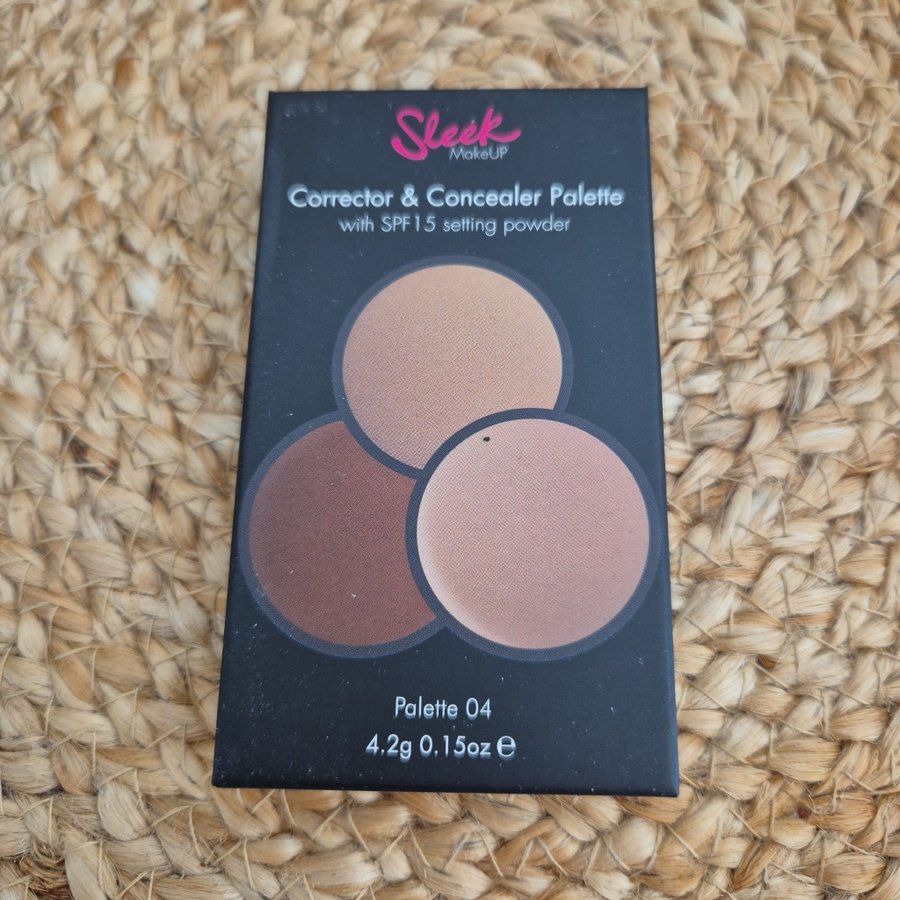 Sleek
MakeUP
Corrector & Concealer Palette
with SPF15 setting powder
Palette 04
4.2g 0.15oz ℮